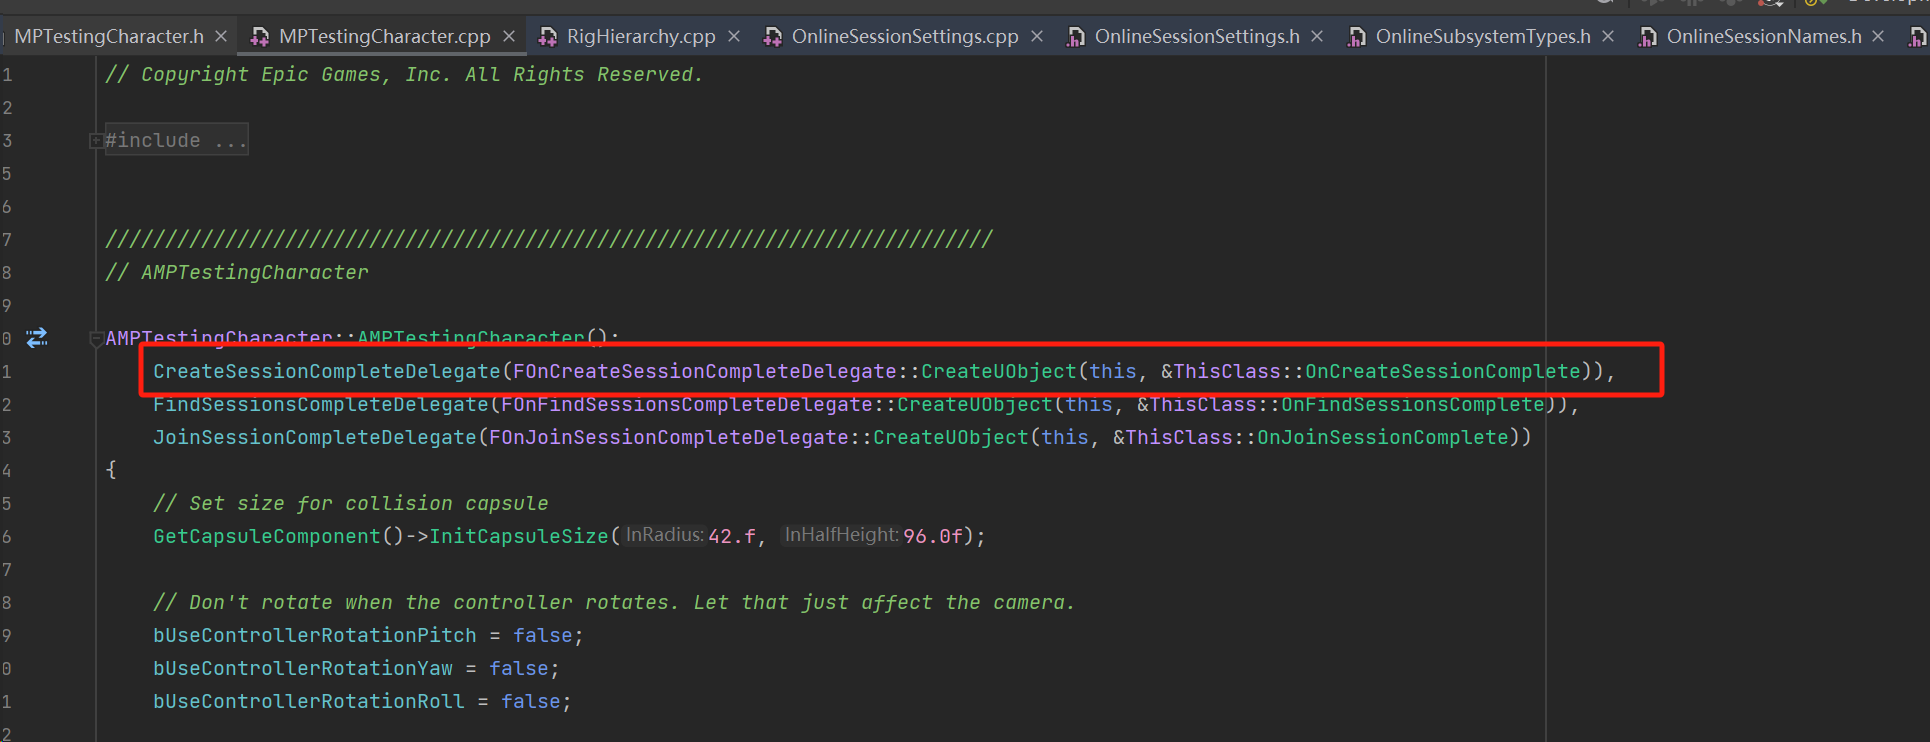 MPTestingCharacter.h MPTestingCharacter.cpp RigHierarchy.cpp OnlineSessionSettings.cpp OnlineSessionSettings.h OnlineSubsystemTypes.h OnlineSessionNames.h
1 // Copyright Epic Games, Inc. All Rights Reserved.
2
3 #include ...
5
6
7 //////////////////////////////////////////////////////////////////////////
8 // AMPTestingCharacter
9
0 AMPTestingCharacter::AMPTestingCharacter():
1 CreateSessionCompleteDelegate(FOnCreateSessionCompleteDelegate::CreateUObject(this, &ThisClass::OnCreateSessionComplete)),
2 FindSessionsCompleteDelegate(FOnFindSessionsCompleteDelegate::CreateUObject(this, &ThisClass::OnFindSessionsComplete)),
3 JoinSessionCompleteDelegate(FOnJoinSessionCompleteDelegate::CreateUObject(this, &ThisClass::OnJoinSessionComplete))
4 {
5 // Set size for collision capsule
6 GetCapsuleComponent()->InitCapsuleSize(InRadius:42.f, InHalfHeight:96.0f);
7
8 // Don't rotate when the controller rotates. Let that just affect the camera.
9 bUseControllerRotationPitch = false;
0 bUseControllerRotationYaw = false;
1 bUseControllerRotationRoll = false;
2